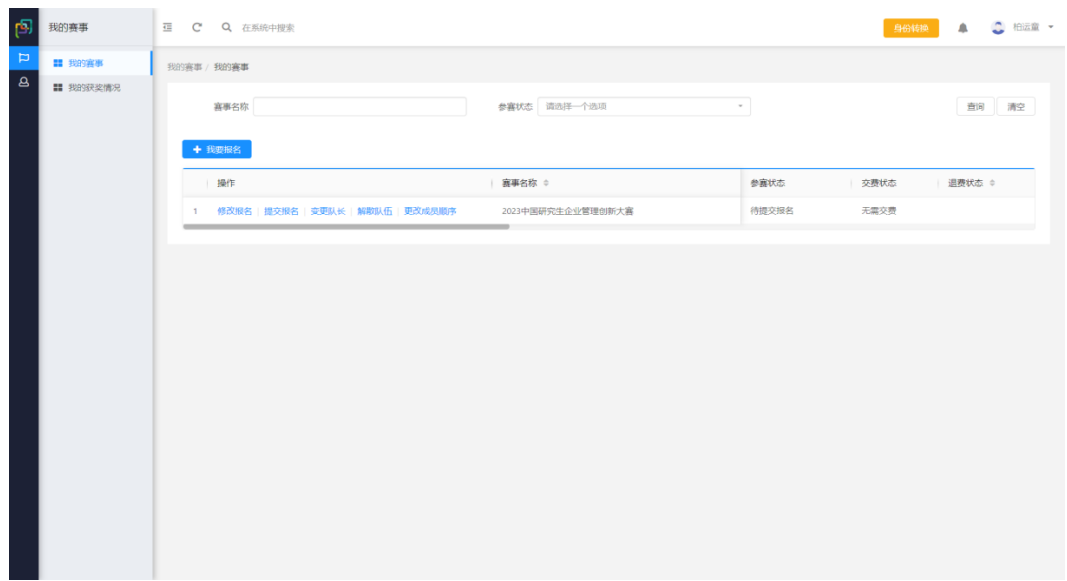 我的赛事
在系统中搜索
身份转换
柏运童
我的赛事
我的获奖情况
我的赛事 / 我的赛事
赛事名称
参赛状态 请选择一个选项
查询 清空
我要报名
操作 赛事名称 参赛状态 交费状态 退费状态
1 修改报名 提交报名 变更队长 解散队伍 更改成员顺序 2023中国研究生企业管理创新大赛 待提交报名 无需交费